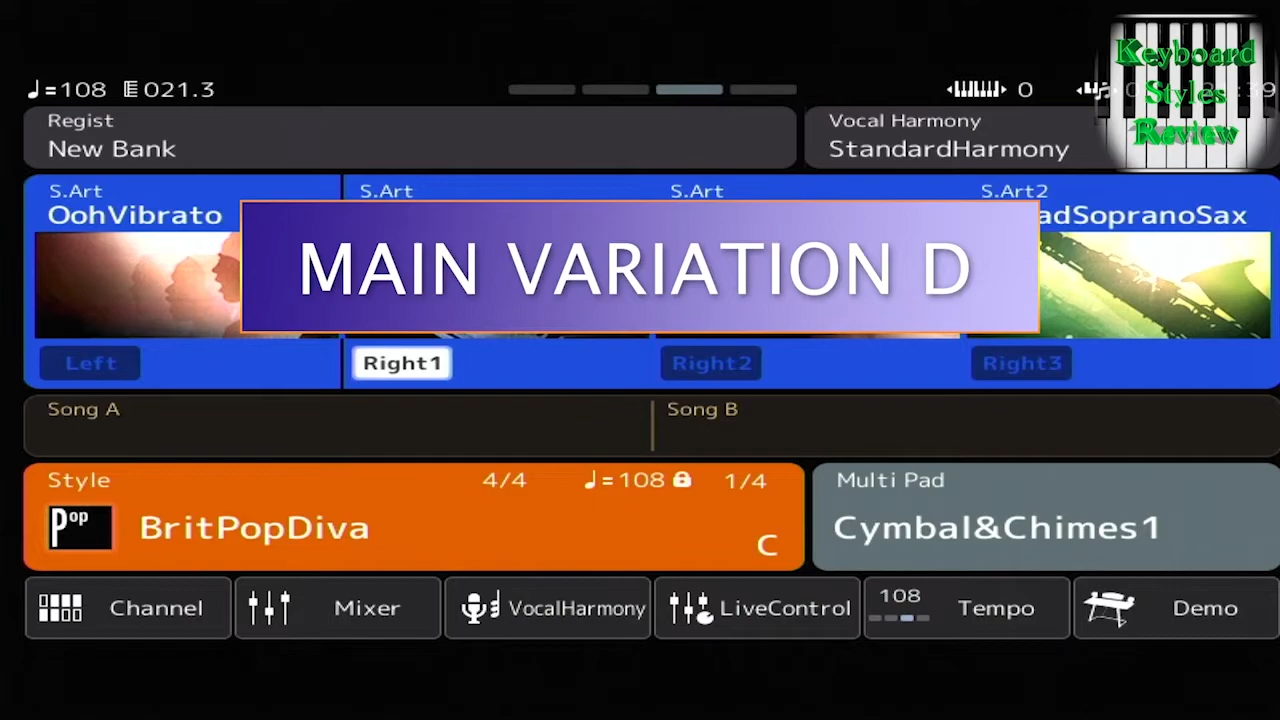 ♩=108 021.3
0
Keyboard
Styles
Review
Regist
New Bank
Vocal Harmony
StandardHarmony
S.Art
OohVibrato
S.Art
S.Art
S.Art2
adSopranoSax
MAIN VARIATION D
Left
Right1
Right2
Right3
Song A
Song B
Style 4/4 ♩=108 1/4
Pop
BritPopDiva
C
Multi Pad
Cymbal&Chimes1
Channel
Mixer
VocalHarmony
LiveControl
108
Tempo
Demo